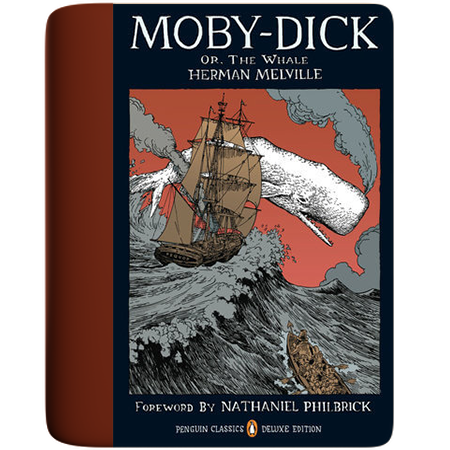 MOBY-DICK
OR, THE WHALE
HERMAN MELVILLE
FOREWORD BY NATHANIEL PHILBRICK
PENGUIN CLASSICS DELUXE EDITION